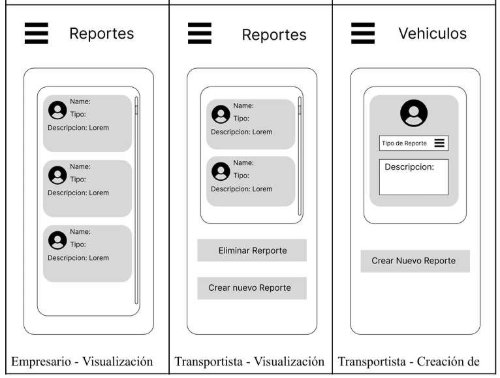 Reportes
Name:
Tipo:
Descripcion: Lorem
Name:
Tipo:
Descripcion: Lorem
Name:
Tipo:
Descripcion: Lorem
Empresario - Visualización
Reportes
Name:
Tipo:
Descripcion: Lorem
Name:
Tipo:
Descripcion: Lorem
Eliminar Rerporte
Crear nuevo Reporte
Transportista - Visualización
Vehiculos
Tipo de Reporte
Descripcion:
Crear Nuevo Reporte
Transportista - Creación de